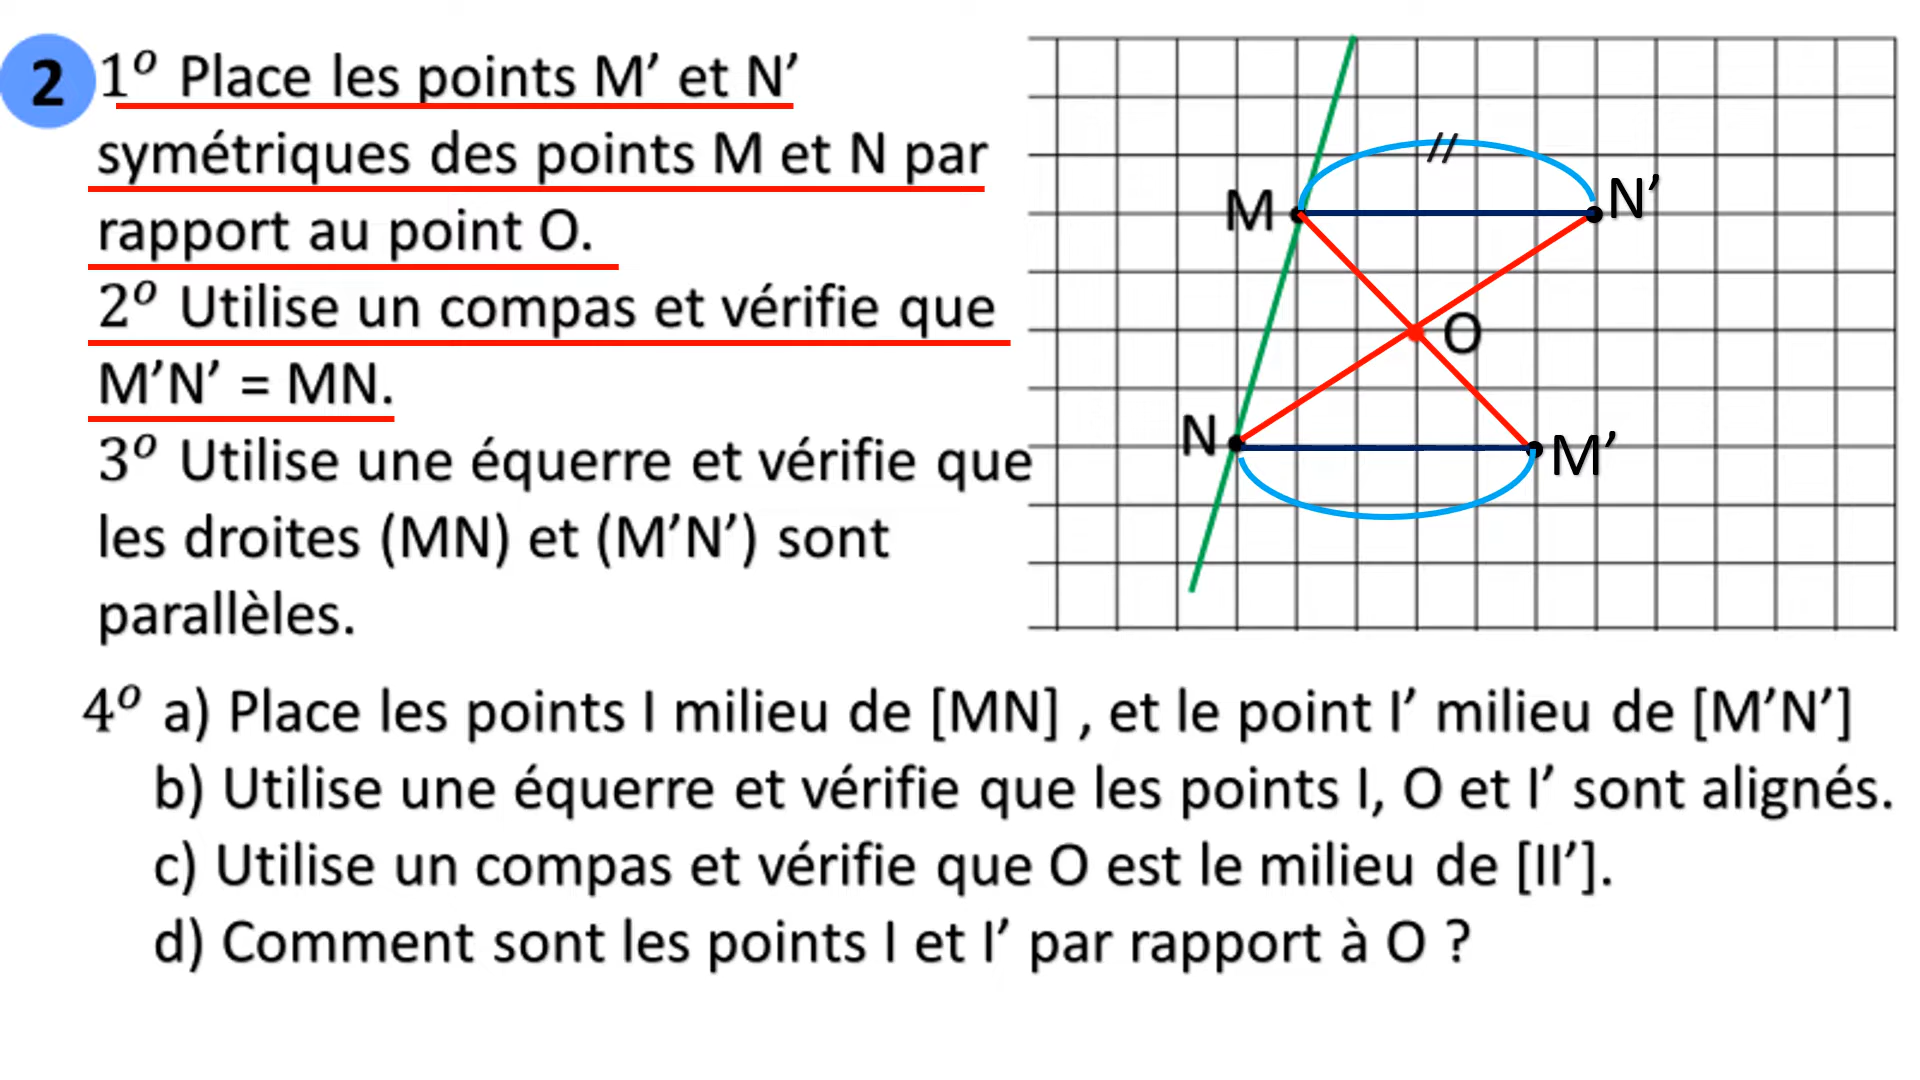 2 1º Place les points M’ et N’
symétriques des points M et N par
rapport au point O.
2º Utilise un compas et vérifie que
M’N’ = MN.
3º Utilise une équerre et vérifie que
les droites (MN) et (M’N’) sont
parallèles.
//
M N’
O
N M’
4º a) Place les points I milieu de [MN] , et le point I’ milieu de [M’N’]
b) Utilise une équerre et vérifie que les points I, O et I’ sont alignés.
c) Utilise un compas et vérifie que O est le milieu de [II’].
d) Comment sont les points I et I’ par rapport à O ?